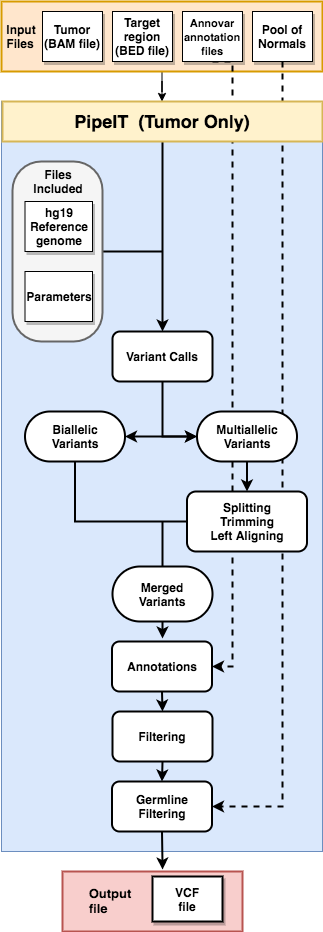 Input
Files
Tumor
(BAM file)
Target
region
(BED file)
Annovar
annotation
files
Pool of
Normals
PipeIT (Tumor Only)
Files
Included
hg19
Reference
genome
Parameters
Variant Calls
Biallelic
Variants
Multiallelic
Variants
Splitting
Trimming
Left Aligning
Merged
Variants
Annotations
Filtering
Germline
Filtering
Output
file
VCF
file